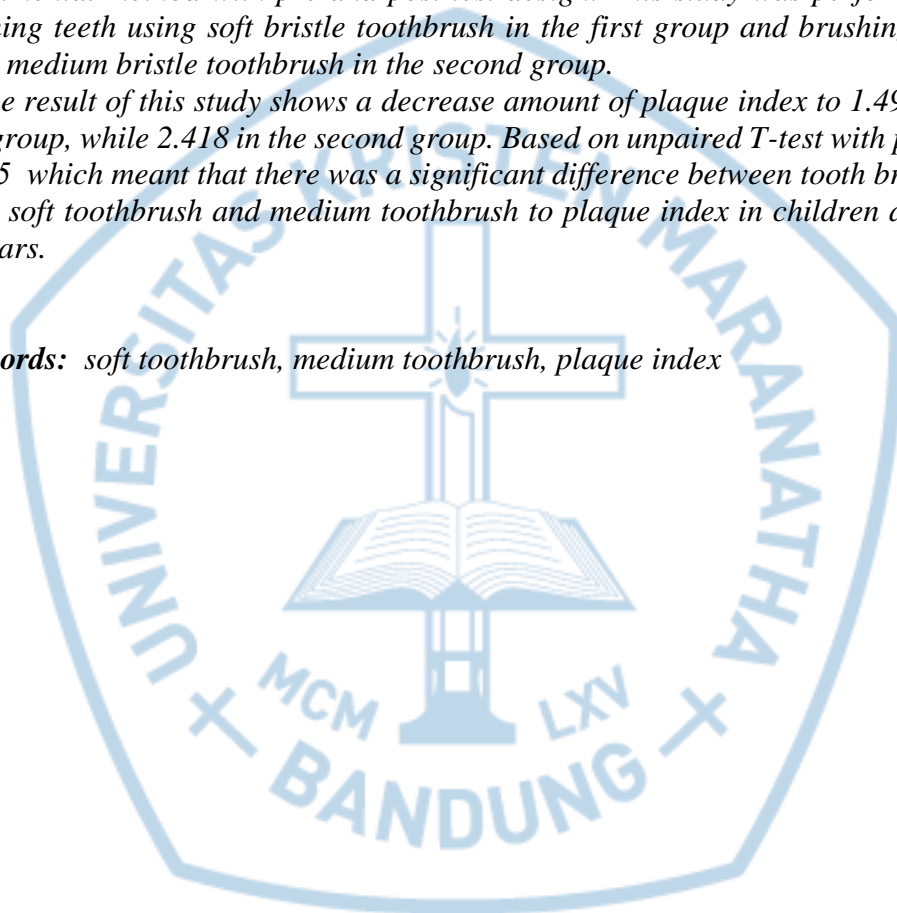 ning teeth using soft bristle toothbrush in the first group and brushing
medium bristle toothbrush in the second group.
e result of this study shows a decrease amount of plaque index to 1.49
group, while 2.418 in the second group. Based on unpaired T-test with p
5 which meant that there was a significant difference between tooth br
soft toothbrush and medium toothbrush to plaque index in children a
ars.
ords: soft toothbrush, medium toothbrush, plaque index
UNIVERSITAS KRISTEN MARANATHA
MCM LXV
BANDUNG